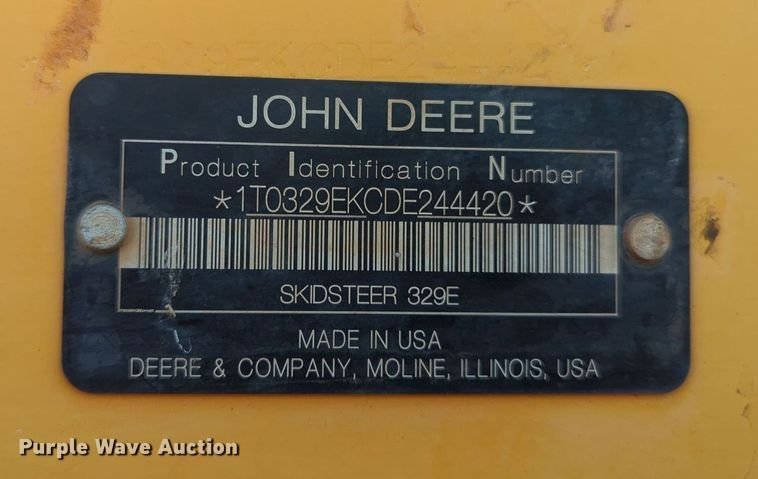 JOHN DEERE
Product Identification Number
*1T0329EKCDE244420*
SKIDSTEER 329E
MADE IN USA
DEERE & COMPANY, MOLINE, ILLINOIS, USA
Purple Wave Auction